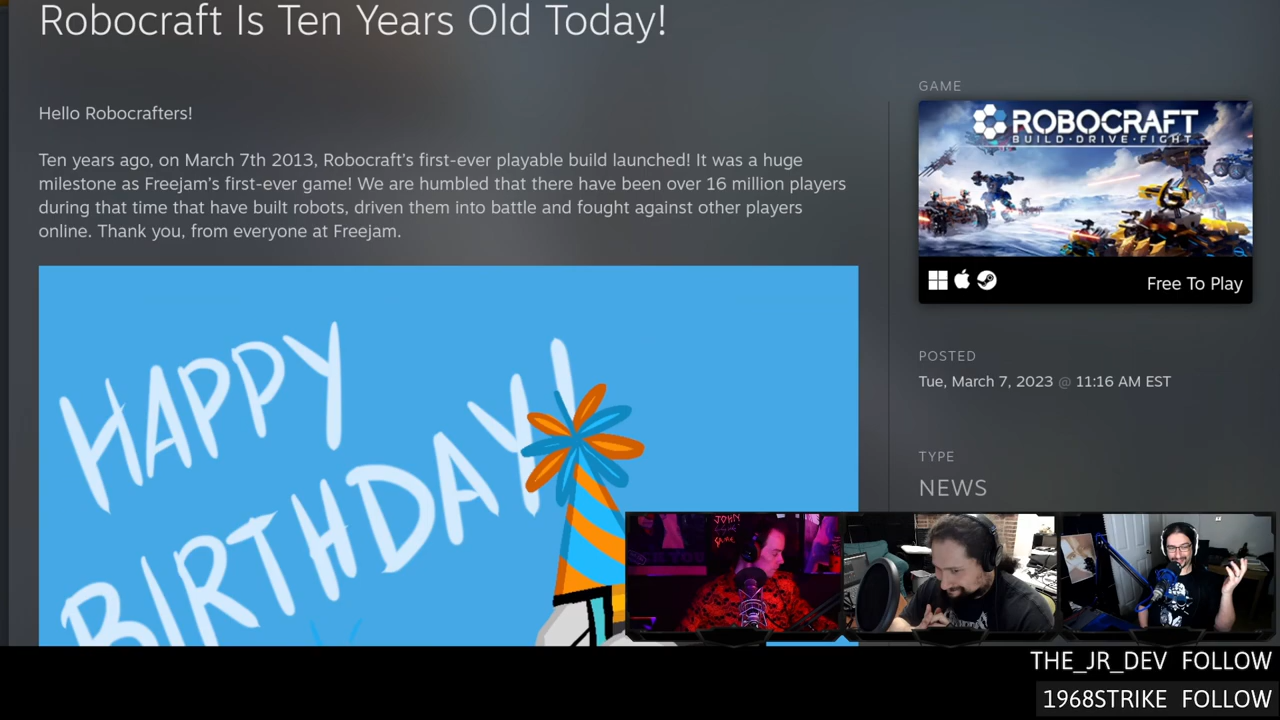 Robocraft Is Ten Years Old Today!
Hello Robocrafters!
Ten years ago, on March 7th 2013, Robocraft's first-ever playable build launched! It was a huge
milestone as Freejam's first-ever game! We are humbled that there have been over 16 million players
during that time that have built robots, driven them into battle and fought against other players
online. Thank you, from everyone at Freejam.
HAPPY
BIRTHDAY!
GAME
ROBOCRAFT
BUILD·DRIVE·FIGHT
Free To Play
POSTED
Tue, March 7, 2023 @ 11:16 AM EST
TYPE
NEWS
JOHN
THE_JR_DEV FOLLOW
1968STRIKE FOLLOW